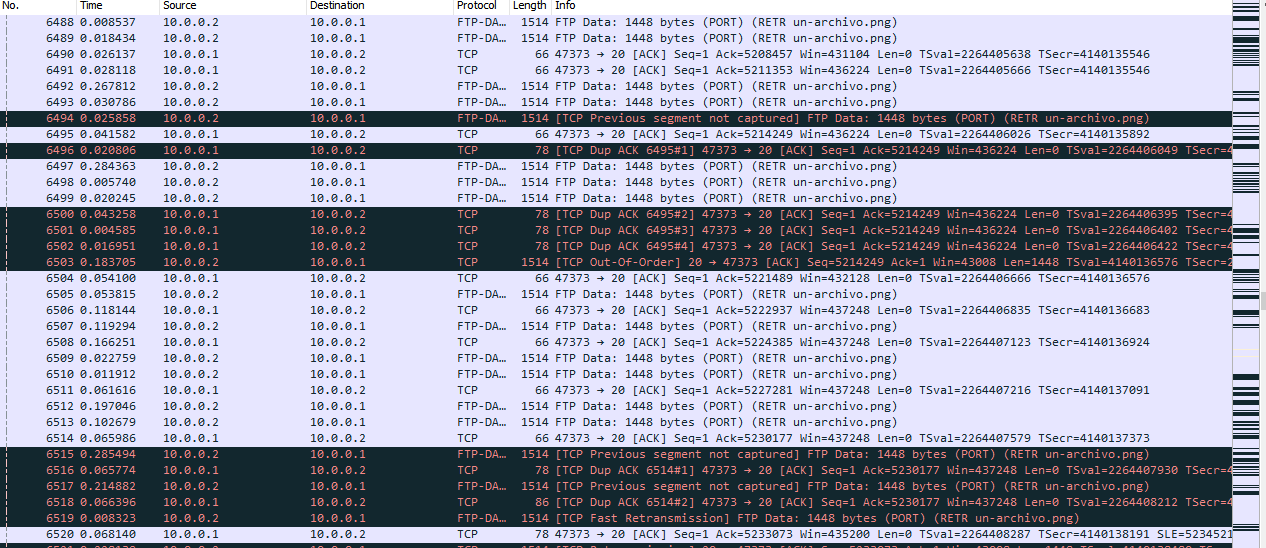 No. Time Source Destination Protocol Length Info
6488 0.008537 10.0.0.2 10.0.0.1 FTP-DA… 1514 FTP Data: 1448 bytes (PORT) (RETR un-archivo.png)
6489 0.018434 10.0.0.2 10.0.0.1 FTP-DA… 1514 FTP Data: 1448 bytes (PORT) (RETR un-archivo.png)
6490 0.026137 10.0.0.1 10.0.0.2 TCP 66 47373 → 20 [ACK] Seq=1 Ack=5208457 Win=431104 Len=0 TSval=2264405638 TSecr=4140135546
6491 0.028118 10.0.0.1 10.0.0.2 TCP 66 47373 → 20 [ACK] Seq=1 Ack=5211353 Win=436224 Len=0 TSval=2264405666 TSecr=4140135546
6492 0.267812 10.0.0.2 10.0.0.1 FTP-DA… 1514 FTP Data: 1448 bytes (PORT) (RETR un-archivo.png)
6493 0.030786 10.0.0.2 10.0.0.1 FTP-DA… 1514 FTP Data: 1448 bytes (PORT) (RETR un-archivo.png)
6494 0.025858 10.0.0.2 10.0.0.1 FTP-DA… 1514 [TCP Previous segment not captured] FTP Data: 1448 bytes (PORT) (RETR un-archivo.png)
6495 0.041582 10.0.0.1 10.0.0.2 TCP 66 47373 → 20 [ACK] Seq=1 Ack=5214249 Win=436224 Len=0 TSval=2264406026 TSecr=4140135892
6496 0.020806 10.0.0.1 10.0.0.2 TCP 78 [TCP Dup ACK 6495#1] 47373 → 20 [ACK] Seq=1 Ack=5214249 Win=436224 Len=0 TSval=2264406049 TSecr=4
6497 0.284363 10.0.0.2 10.0.0.1 FTP-DA… 1514 FTP Data: 1448 bytes (PORT) (RETR un-archivo.png)
6498 0.005740 10.0.0.2 10.0.0.1 FTP-DA… 1514 FTP Data: 1448 bytes (PORT) (RETR un-archivo.png)
6499 0.020245 10.0.0.2 10.0.0.1 FTP-DA… 1514 FTP Data: 1448 bytes (PORT) (RETR un-archivo.png)
6500 0.043258 10.0.0.1 10.0.0.2 TCP 78 [TCP Dup ACK 6495#2] 47373 → 20 [ACK] Seq=1 Ack=5214249 Win=436224 Len=0 TSval=2264406395 TSecr=4
6501 0.004585 10.0.0.1 10.0.0.2 TCP 78 [TCP Dup ACK 6495#3] 47373 → 20 [ACK] Seq=1 Ack=5214249 Win=436224 Len=0 TSval=2264406402 TSecr=4
6502 0.016951 10.0.0.1 10.0.0.2 TCP 78 [TCP Dup ACK 6495#4] 47373 → 20 [ACK] Seq=1 Ack=5214249 Win=436224 Len=0 TSval=2264406422 TSecr=4
6503 0.183705 10.0.0.2 10.0.0.1 TCP 1514 [TCP Out-Of-Order] 20 → 47373 [ACK] Seq=5214249 Ack=1 Win=43008 Len=1448 TSval=4140136576 TSecr=2
6504 0.054100 10.0.0.1 10.0.0.2 TCP 66 47373 → 20 [ACK] Seq=1 Ack=5221489 Win=432128 Len=0 TSval=2264406666 TSecr=4140136576
6505 0.053815 10.0.0.2 10.0.0.1 FTP-DA… 1514 FTP Data: 1448 bytes (PORT) (RETR un-archivo.png)
6506 0.118144 10.0.0.1 10.0.0.2 TCP 66 47373 → 20 [ACK] Seq=1 Ack=5222937 Win=437248 Len=0 TSval=2264406835 TSecr=4140136683
6507 0.119294 10.0.0.2 10.0.0.1 FTP-DA… 1514 FTP Data: 1448 bytes (PORT) (RETR un-archivo.png)
6508 0.166251 10.0.0.1 10.0.0.2 TCP 66 47373 → 20 [ACK] Seq=1 Ack=5224385 Win=437248 Len=0 TSval=2264407123 TSecr=4140136924
6509 0.022759 10.0.0.2 10.0.0.1 FTP-DA… 1514 FTP Data: 1448 bytes (PORT) (RETR un-archivo.png)
6510 0.011912 10.0.0.2 10.0.0.1 FTP-DA… 1514 FTP Data: 1448 bytes (PORT) (RETR un-archivo.png)
6511 0.061616 10.0.0.1 10.0.0.2 TCP 66 47373 → 20 [ACK] Seq=1 Ack=5227281 Win=437248 Len=0 TSval=2264407216 TSecr=4140137091
6512 0.197046 10.0.0.2 10.0.0.1 FTP-DA… 1514 FTP Data: 1448 bytes (PORT) (RETR un-archivo.png)
6513 0.102679 10.0.0.2 10.0.0.1 FTP-DA… 1514 FTP Data: 1448 bytes (PORT) (RETR un-archivo.png)
6514 0.065986 10.0.0.1 10.0.0.2 TCP 66 47373 → 20 [ACK] Seq=1 Ack=5230177 Win=437248 Len=0 TSval=2264407579 TSecr=4140137373
6515 0.285494 10.0.0.2 10.0.0.1 FTP-DA… 1514 [TCP Previous segment not captured] FTP Data: 1448 bytes (PORT) (RETR un-archivo.png)
6516 0.065774 10.0.0.1 10.0.0.2 TCP 78 [TCP Dup ACK 6514#1] 47373 → 20 [ACK] Seq=1 Ack=5230177 Win=437248 Len=0 TSval=2264407930 TSecr=4
6517 0.214882 10.0.0.2 10.0.0.1 FTP-DA… 1514 [TCP Previous segment not captured] FTP Data: 1448 bytes (PORT) (RETR un-archivo.png)
6518 0.066396 10.0.0.1 10.0.0.2 TCP 86 [TCP Dup ACK 6514#2] 47373 → 20 [ACK] Seq=1 Ack=5230177 Win=437248 Len=0 TSval=2264408212 TSecr=4
6519 0.008323 10.0.0.2 10.0.0.1 FTP-DA… 1514 [TCP Fast Retransmission] FTP Data: 1448 bytes (PORT) (RETR un-archivo.png)
6520 0.068140 10.0.0.1 10.0.0.2 TCP 78 47373 → 20 [ACK] Seq=1 Ack=5233073 Win=435200 Len=0 TSval=2264408287 TSecr=4140138191 SLE=5234521